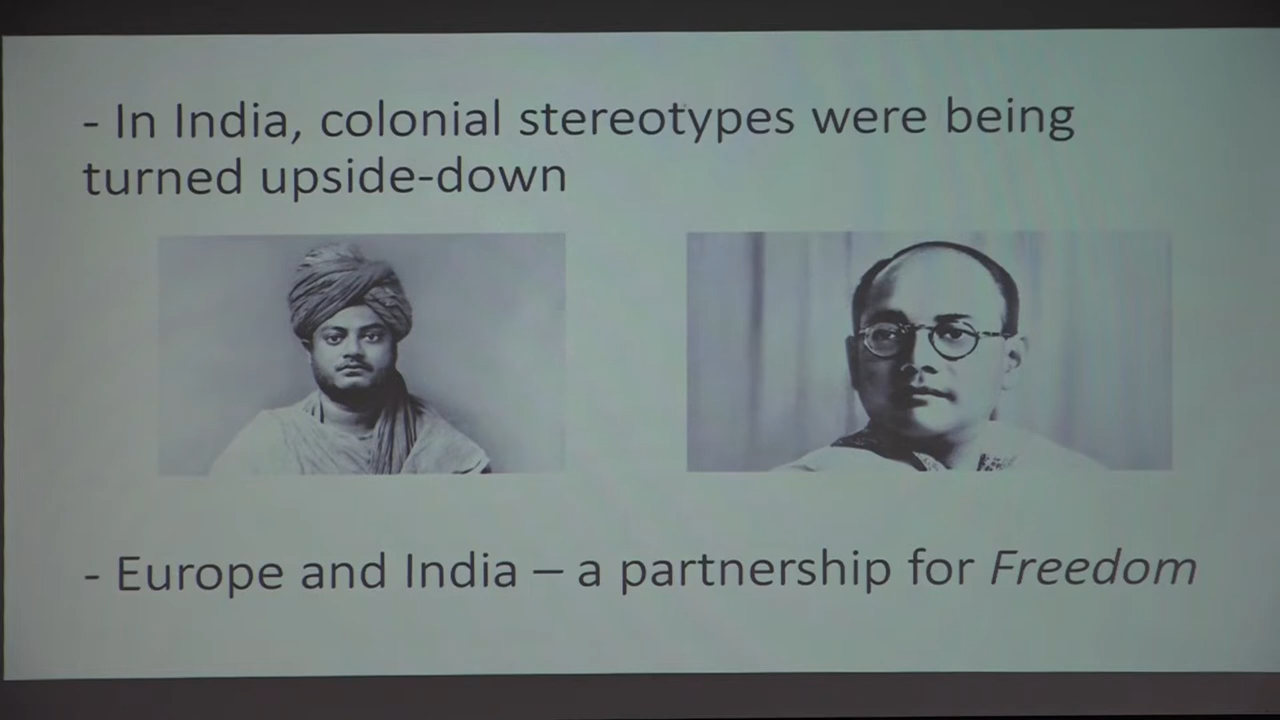 - In India, colonial stereotypes were being
turned upside-down
- Europe and India – a partnership for Freedom